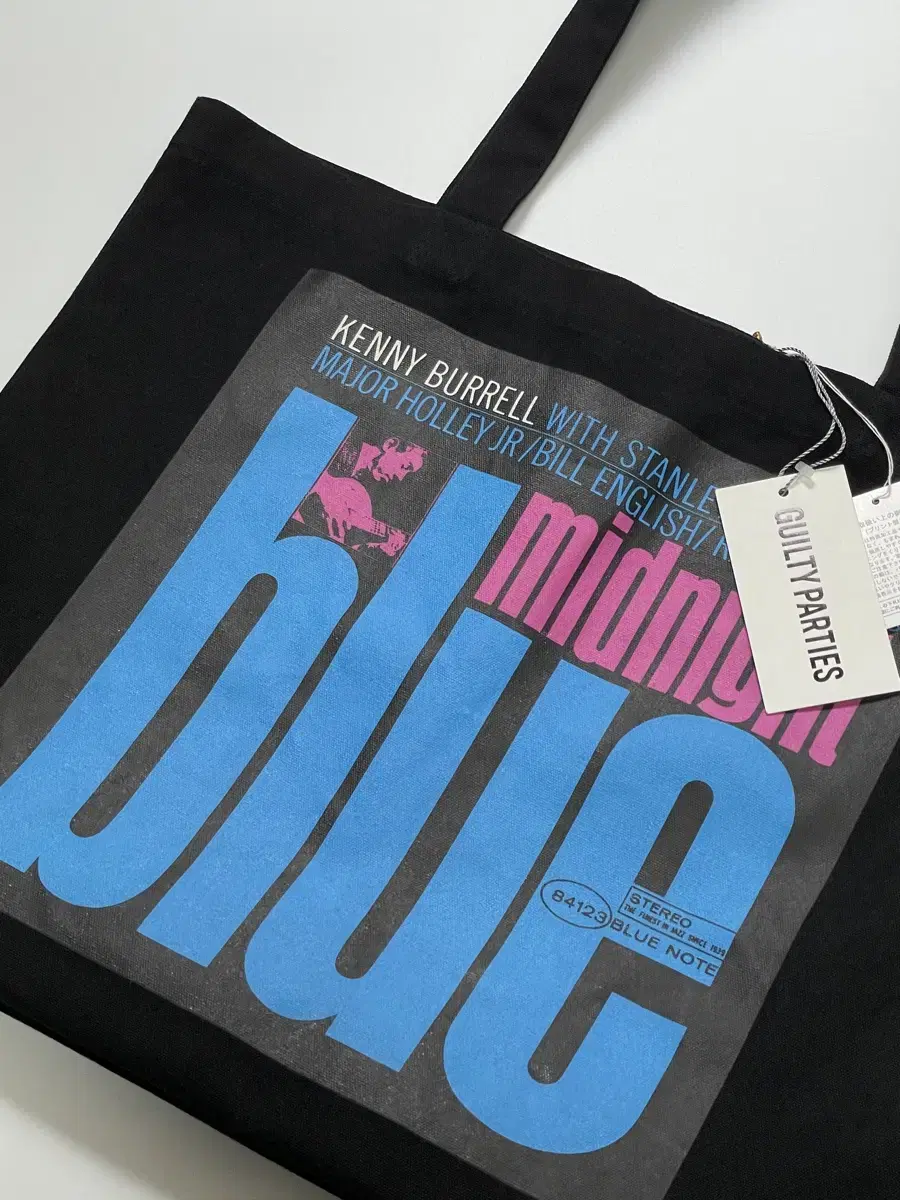 KENNY BURRELL WITH STANLE
MAJOR HOLLEY JR/BILL ENGLISH/
midnight
blue
84123
STEREO
THE FINEST IN JAZZ SINCE 1939
BLUE NOTE
GUILTY PARTIES